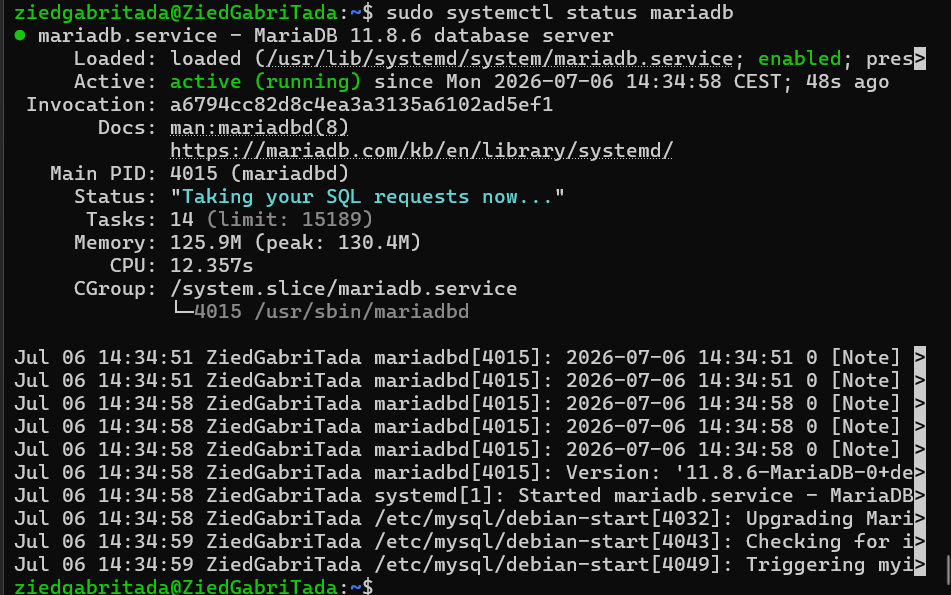 ziedgabritada@ZiedGabriTada:~$ sudo systemctl status mariadb
● mariadb.service - MariaDB 11.8.6 database server
     Loaded: loaded (/usr/lib/systemd/system/mariadb.service; enabled; pres>
     Active: active (running) since Mon 2026-07-06 14:34:58 CEST; 48s ago
 Invocation: a6794cc82d8c4ea3a3135a6102ad5ef1
       Docs: man:mariadbd(8)
             https://mariadb.com/kb/en/library/systemd/
   Main PID: 4015 (mariadbd)
     Status: "Taking your SQL requests now..."
      Tasks: 14 (limit: 15189)
     Memory: 125.9M (peak: 130.4M)
        CPU: 12.357s
     CGroup: /system.slice/mariadb.service
             └─4015 /usr/sbin/mariadbd

Jul 06 14:34:51 ZiedGabriTada mariadbd[4015]: 2026-07-06 14:34:51 0 [Note] >
Jul 06 14:34:51 ZiedGabriTada mariadbd[4015]: 2026-07-06 14:34:51 0 [Note] >
Jul 06 14:34:58 ZiedGabriTada mariadbd[4015]: 2026-07-06 14:34:58 0 [Note] >
Jul 06 14:34:58 ZiedGabriTada mariadbd[4015]: 2026-07-06 14:34:58 0 [Note] >
Jul 06 14:34:58 ZiedGabriTada mariadbd[4015]: 2026-07-06 14:34:58 0 [Note] >
Jul 06 14:34:58 ZiedGabriTada mariadbd[4015]: Version: '11.8.6-MariaDB-0+de>
Jul 06 14:34:58 ZiedGabriTada systemd[1]: Started mariadb.service - MariaDB>
Jul 06 14:34:58 ZiedGabriTada /etc/mysql/debian-start[4032]: Upgrading Mari>
Jul 06 14:34:59 ZiedGabriTada /etc/mysql/debian-start[4043]: Checking for i>
Jul 06 14:34:59 ZiedGabriTada /etc/mysql/debian-start[4049]: Triggering myi>
ziedgabritada@ZiedGabriTada:~$